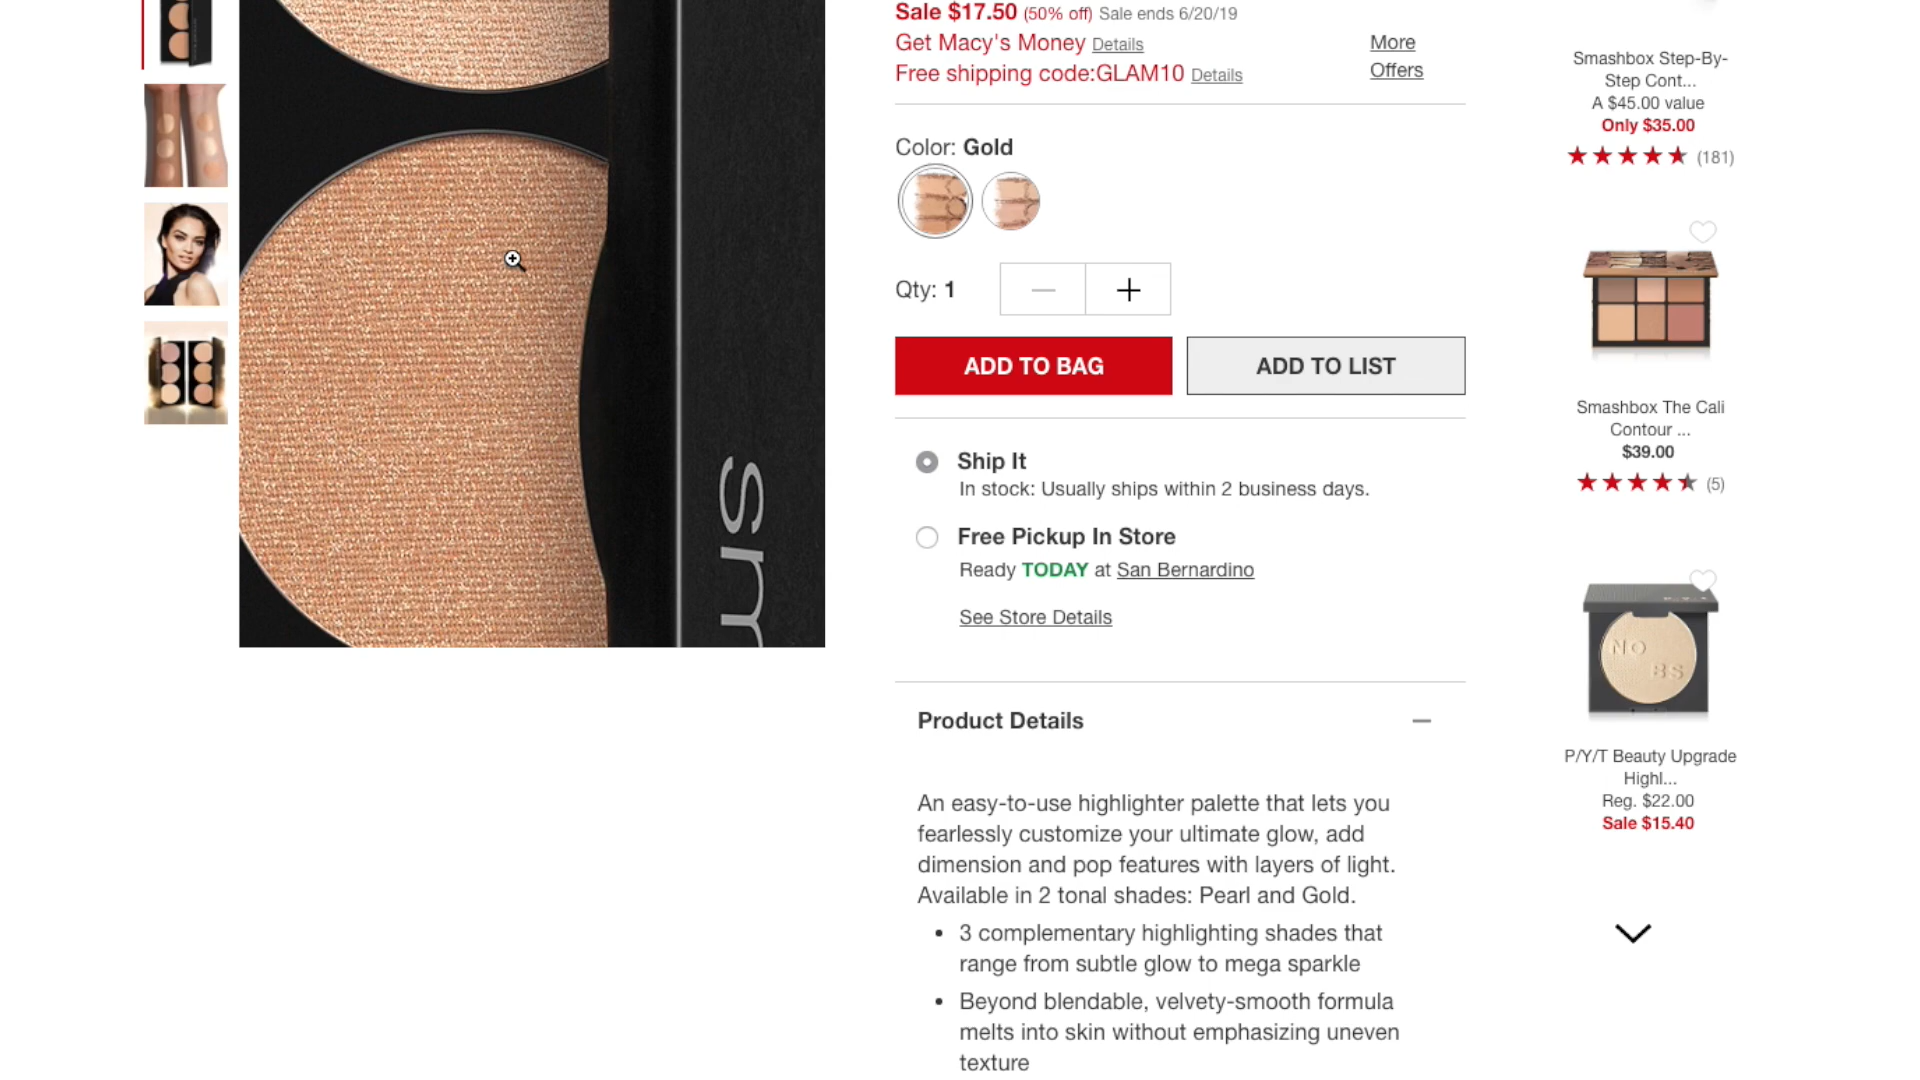 Sale $17.50 (50% off) Sale ends 6/20/19
Get Macy's Money Details
Free shipping code:GLAM10 Details
More
Offers
Color: Gold
Qty: 1
ADD TO BAG
ADD TO LIST
Ship It
In stock: Usually ships within 2 business days.
Free Pickup In Store
Ready TODAY at San Bernardino
See Store Details
Product Details
An easy-to-use highlighter palette that lets you
fearlessly customize your ultimate glow, add
dimension and pop features with layers of light.
Available in 2 tonal shades: Pearl and Gold.
• 3 complementary highlighting shades that
range from subtle glow to mega sparkle
• Beyond blendable, velvety-smooth formula
melts into skin without emphasizing uneven
texture
sm
Smashbox Step-By-
Step Cont...
A $45.00 value
Only $35.00
(181)
Smashbox The Cali
Contour ...
$39.00
(5)
NO
BS
P/Y/T Beauty Upgrade
Highl...
Reg. $22.00
Sale $15.40